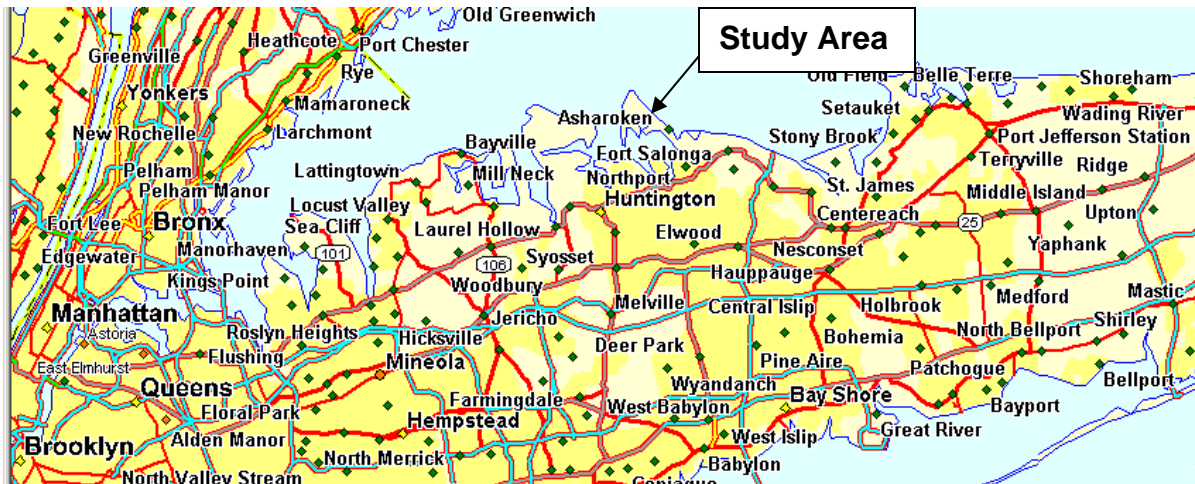 Old Greenwich
Study Area
Greenville
Heathcote
Port Chester
Rye
Old Field
Belle Terre
Shoreham
Yonkers
Mamaroneck
Setauket
Wading River
Asharoken
New Rochelle
Larchmont
Stony Brook
Port Jefferson Station
Bayville
Fort Salonga
Terryville
Ridge
Pelham
Lattingtown
Mill Neck
Northport
Pelham Manor
Huntington
St. James
Middle Island
Locust Valley
Fort Lee
Bronx
Sea Cliff
Laurel Hollow
Elwood
Centereach
25
Upton
Manorhaven
101
Nesconset
Yaphank
Edgewater
106
Syosset
Kings Point
Woodbury
Hauppauge
Melville
Central Islip
Holbrook
Medford
Mastic
Manhattan
Jericho
Astoria
Roslyn Heights
Hicksville
North Bellport
Shirley
Flushing
Deer Park
Bohemia
East Elmhurst
Mineola
Pine Aire
Patchogue
Queens
Wyandanch
Bellport
Floral Park
Farmingdale
West Babylon
Bay Shore
Bayport
Hempstead
Brooklyn
Alden Manor
West Islip
Great River
North Merrick
Babylon
North Valley Stream
Copiague